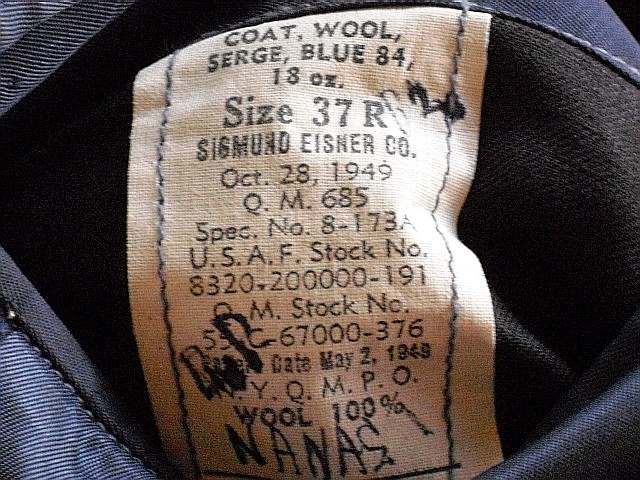 COAT, WOOL,
SERGE, BLUE 84,
18 oz.
Size 37 R
SIGMUND EISNER CO.
Oct. 28, 1949
Q. M. 685
Spec. No. 8-173A
U.S.A.F. Stock No.
8320-200000-191
Q. M. Stock No.
55-C-67000-376
Date May 2, 1949
N.Y.Q.M.P.O.
WOOL 100%
NANAS